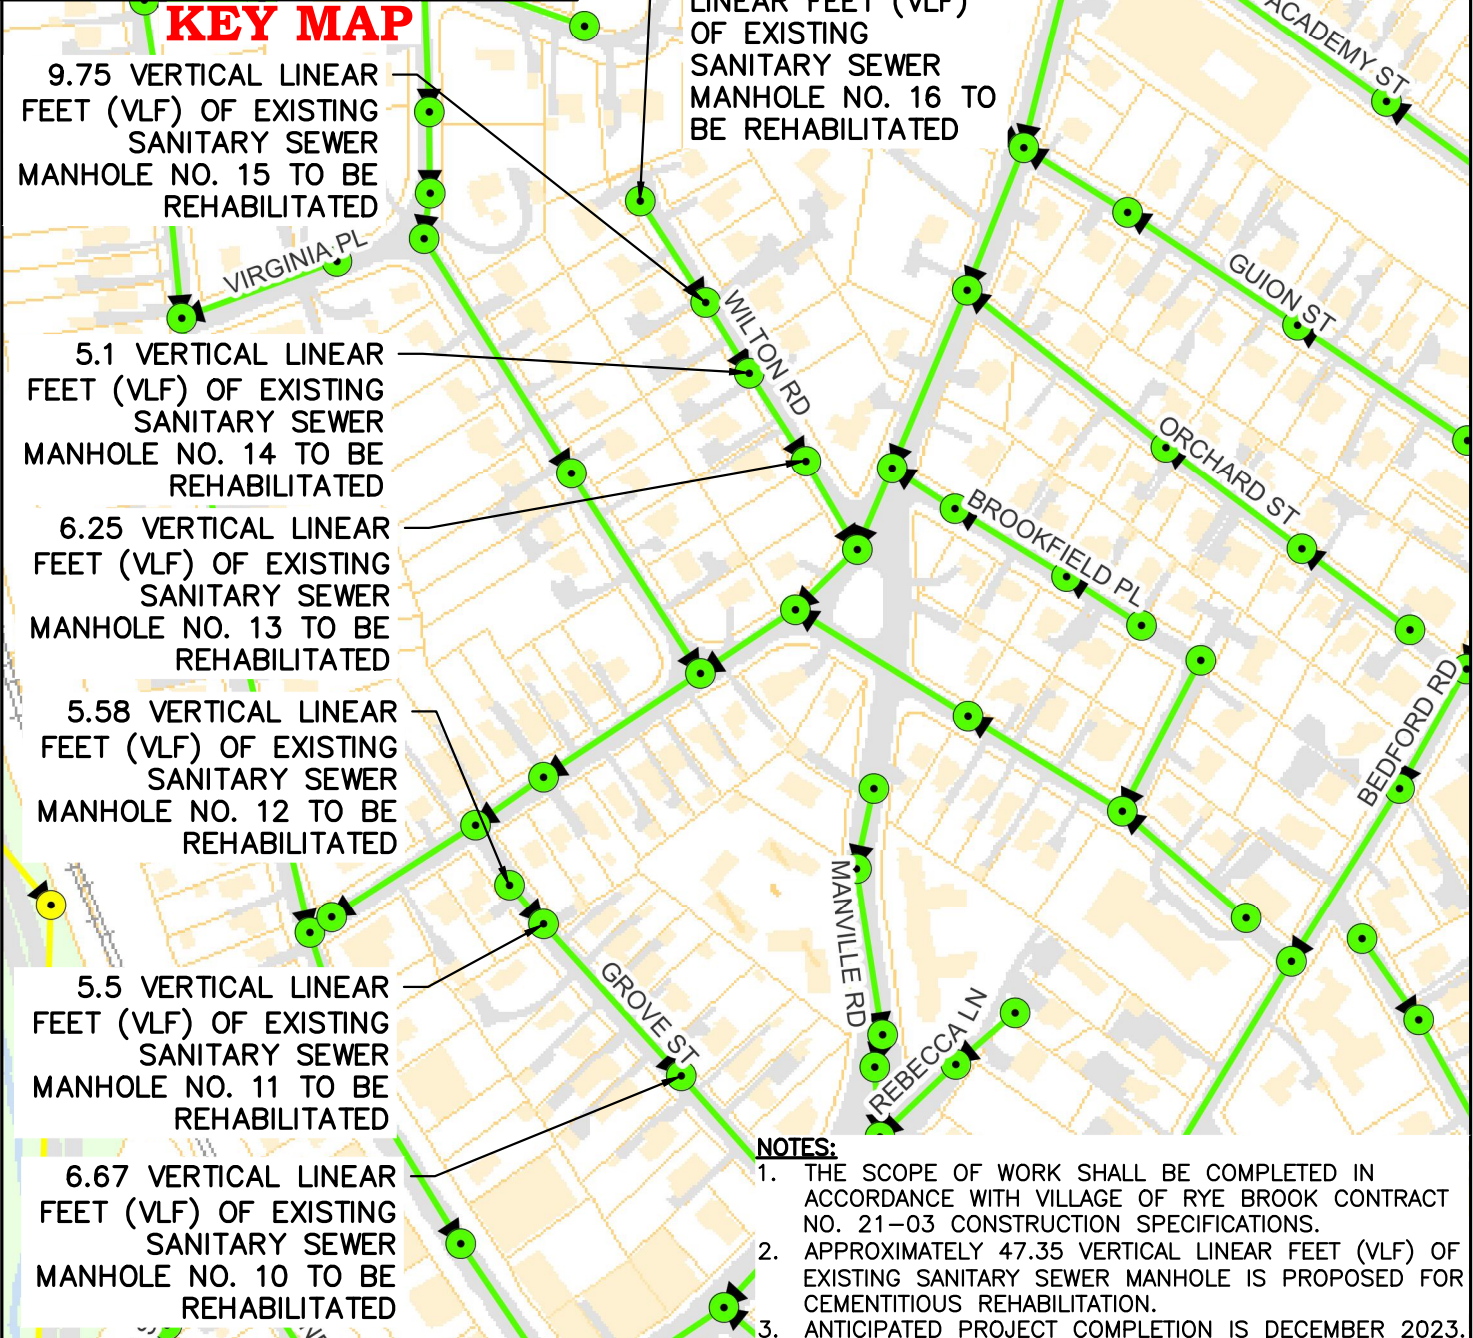 KEY MAP
9.75 VERTICAL LINEAR
FEET (VLF) OF EXISTING
SANITARY SEWER
MANHOLE NO. 15 TO BE
REHABILITATED
LINEAR FEET (VLF)
OF EXISTING
SANITARY SEWER
MANHOLE NO. 16 TO
BE REHABILITATED
ACADEMY ST
VIRGINIA PL
WILTON RD
GUION ST
5.1 VERTICAL LINEAR
FEET (VLF) OF EXISTING
SANITARY SEWER
MANHOLE NO. 14 TO BE
REHABILITATED
ORCHARD ST
BROOKFIELD PL
6.25 VERTICAL LINEAR
FEET (VLF) OF EXISTING
SANITARY SEWER
MANHOLE NO. 13 TO BE
REHABILITATED
BEDFORD RD
5.58 VERTICAL LINEAR
FEET (VLF) OF EXISTING
SANITARY SEWER
MANHOLE NO. 12 TO BE
REHABILITATED
MANVILLE RD
GROVE ST
REBECCA LN
5.5 VERTICAL LINEAR
FEET (VLF) OF EXISTING
SANITARY SEWER
MANHOLE NO. 11 TO BE
REHABILITATED
6.67 VERTICAL LINEAR
FEET (VLF) OF EXISTING
SANITARY SEWER
MANHOLE NO. 10 TO BE
REHABILITATED
NOTES:
1. THE SCOPE OF WORK SHALL BE COMPLETED IN
ACCORDANCE WITH VILLAGE OF RYE BROOK CONTRACT
NO. 21-03 CONSTRUCTION SPECIFICATIONS.
2. APPROXIMATELY 47.35 VERTICAL LINEAR FEET (VLF) OF
EXISTING SANITARY SEWER MANHOLE IS PROPOSED FOR
CEMENTITIOUS REHABILITATION.
3. ANTICIPATED PROJECT COMPLETION IS DECEMBER 2023.